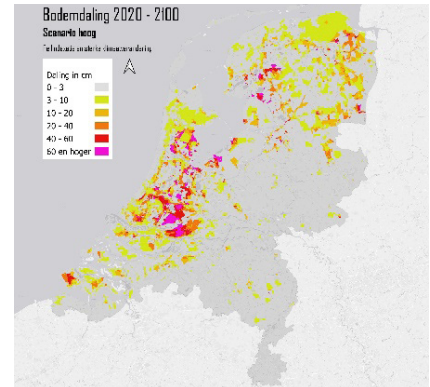 Bodemdaling 2020 - 2100
Scenario hoog
Daling in cm
0 - 3
3 - 10
10 - 20
20 - 40
40 - 60
60 en hoger